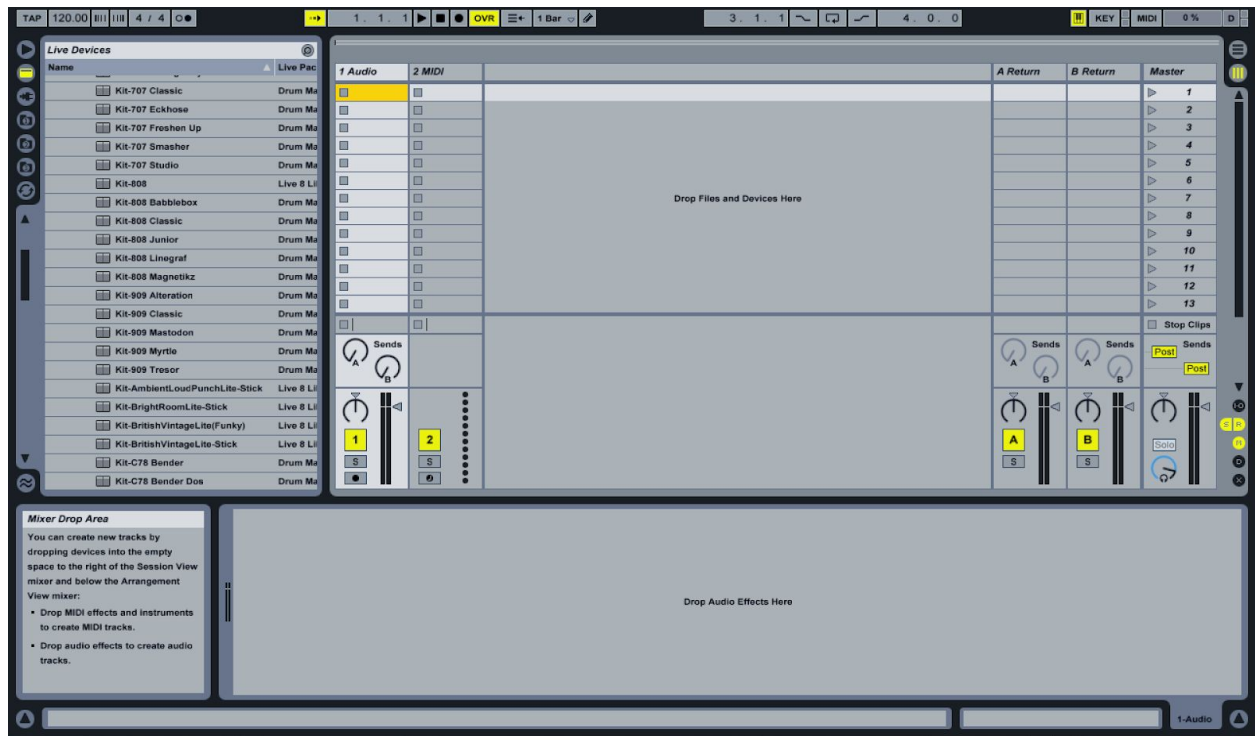 TAP 120.00 4 / 4 1. 1. 1 OVR 1 Bar 3. 1. 1 4. 0. 0 KEY MIDI 0 % D
Live Devices
Name Live Pac
Kit-707 Classic Drum Ma
Kit-707 Eckhose Drum Ma
Kit-707 Freshen Up Drum Ma
Kit-707 Smasher Drum Ma
Kit-707 Studio Drum Ma
Kit-808 Live 8 Li
Kit-808 Babblebox Drum Ma
Kit-808 Classic Drum Ma
Kit-808 Junior Drum Ma
Kit-808 Linegraf Drum Ma
Kit-808 Magnetikz Drum Ma
Kit-909 Alteration Drum Ma
Kit-909 Classic Drum Ma
Kit-909 Mastodon Drum Ma
Kit-909 Myrtle Drum Ma
Kit-909 Tresor Drum Ma
Kit-AmbientLoudPunchLite-Stick Live 8 Li
Kit-BrightRoomLite-Stick Live 8 Li
Kit-BritishVintageLite(Funky) Live 8 Li
Kit-BritishVintageLite-Stick Live 8 Li
Kit-C78 Bender Drum Ma
Kit-C78 Bender Dos Drum Ma
1 Audio 2 MIDI A Return B Return Master
1
2
3
4
5
6
Drop Files and Devices Here 7
8
9
10
11
12
13
Stop Clips
Sends Sends Sends Sends
A A A Post
B B B Post
1 2 A B
S S S S Solo
S R
Mixer Drop Area
You can create new tracks by
dropping devices into the empty
space to the right of the Session View
mixer and below the Arrangement
View mixer:
• Drop MIDI effects and instruments
to create MIDI tracks.
• Drop audio effects to create audio
tracks.
Drop Audio Effects Here
1-Audio